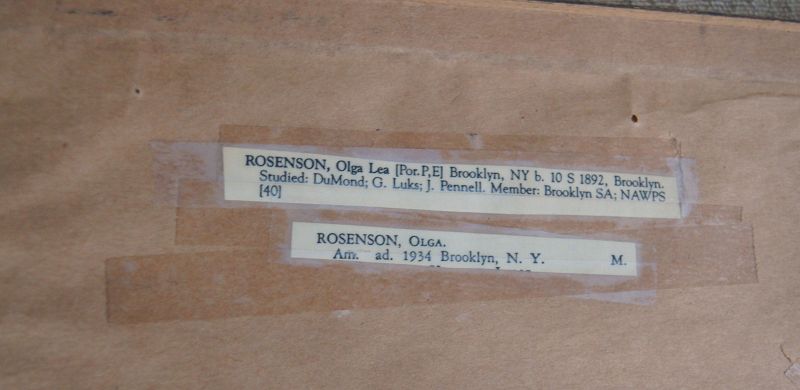 ROSENSON, Olga Lea [Por.P,E] Brooklyn, NY b. 10 S 1892, Brooklyn.
Studied: DuMond; G. Luks; J. Pennell. Member: Brooklyn SA; NAWPS
[40]
ROSENSON, OLGA.
Am. ad. 1934 Brooklyn, N. Y. M.